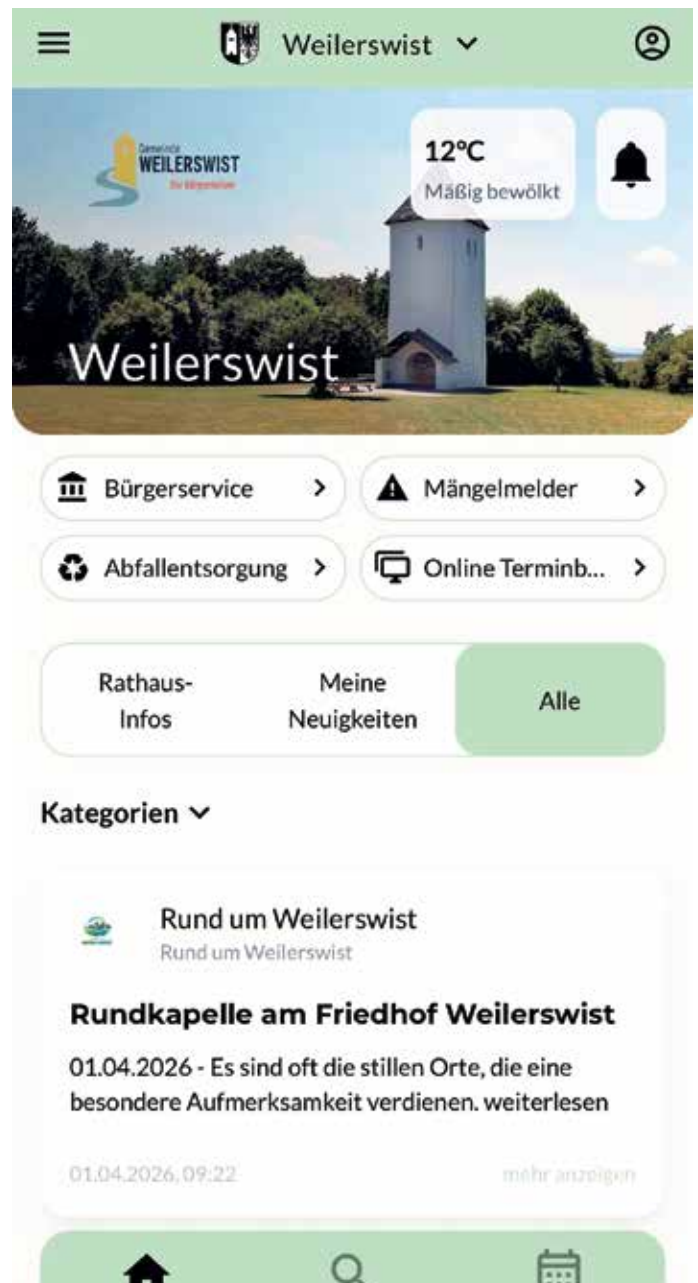 Weilerswist
Gemeinde
WEILERSWIST
12°C
Mäßig bewölkt
Weilerswist
Bürgerservice
Mängelmelder
Abfallentsorgung
Online Terminb...
Rathaus-
Infos
Meine
Neuigkeiten
Alle
Kategorien
Rund um Weilerswist
Rund um Weilerswist
Rundkapelle am Friedhof Weilerswist
01.04.2026 - Es sind oft die stillen Orte, die eine
besondere Aufmerksamkeit verdienen. weiterlesen
01.04.2026, 09:22
mehr anzeigen